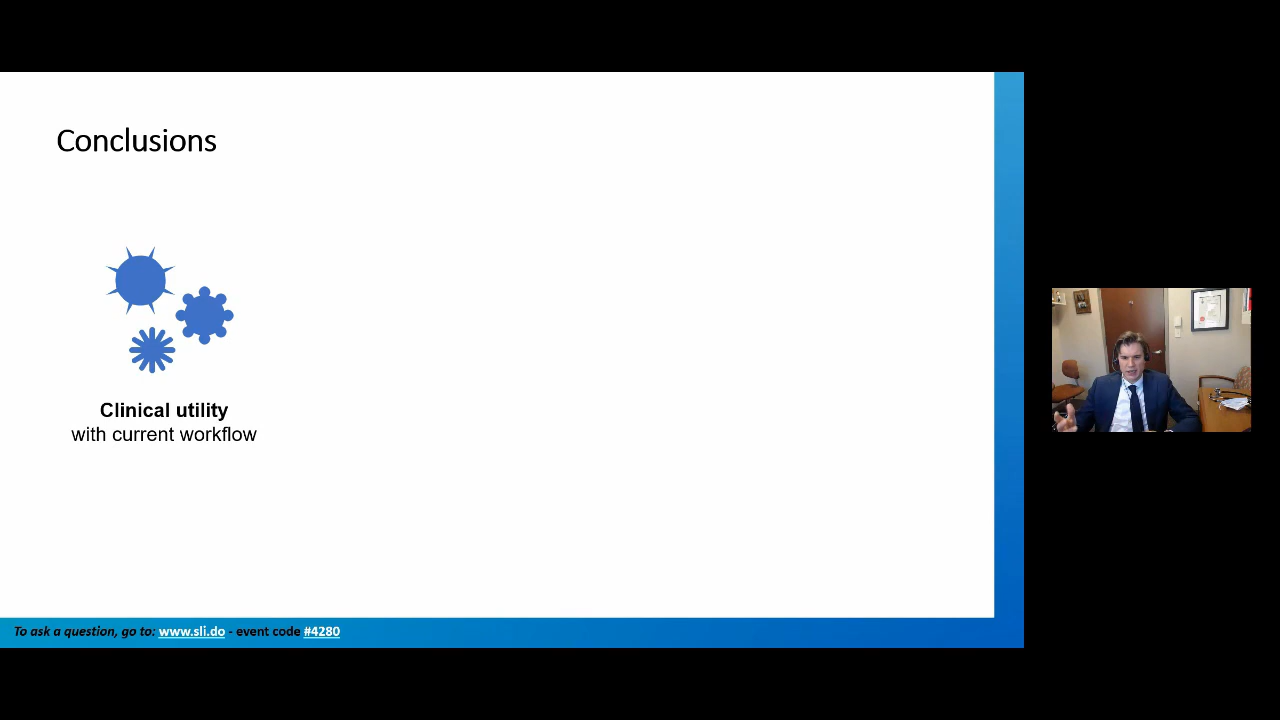 Conclusions
Clinical utility
with current workflow
To ask a question, go to: www.sli.do - event code #4280